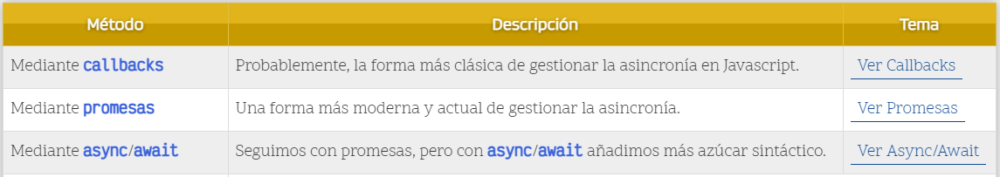 Método Descripción Tema
Mediante callbacks Probablemente, la forma más clásica de gestionar la asincronía en Javascript. Ver Callbacks
Mediante promesas Una forma más moderna y actual de gestionar la asincronía. Ver Promesas
Mediante async/await Seguimos con promesas, pero con async/await añadimos más azúcar sintáctico. Ver Async/Await